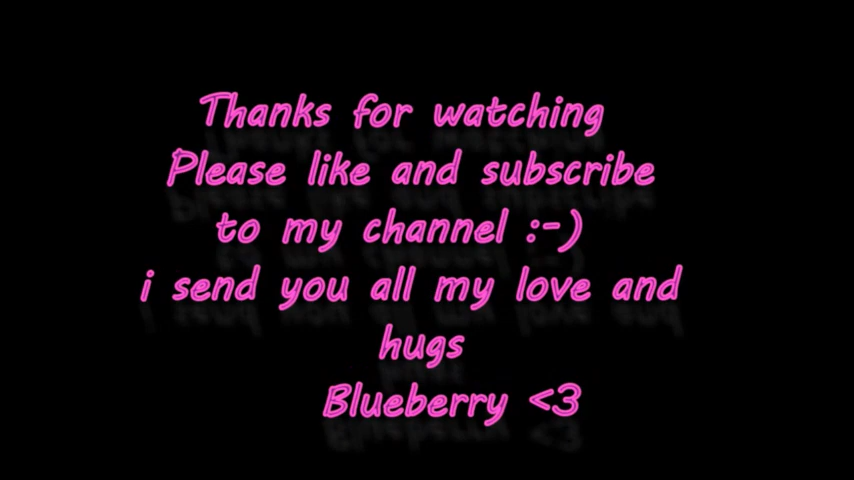 Thanks for watching
Please like and subscribe
to my channel :-)
i send you all my love and
hugs
Blueberry <3